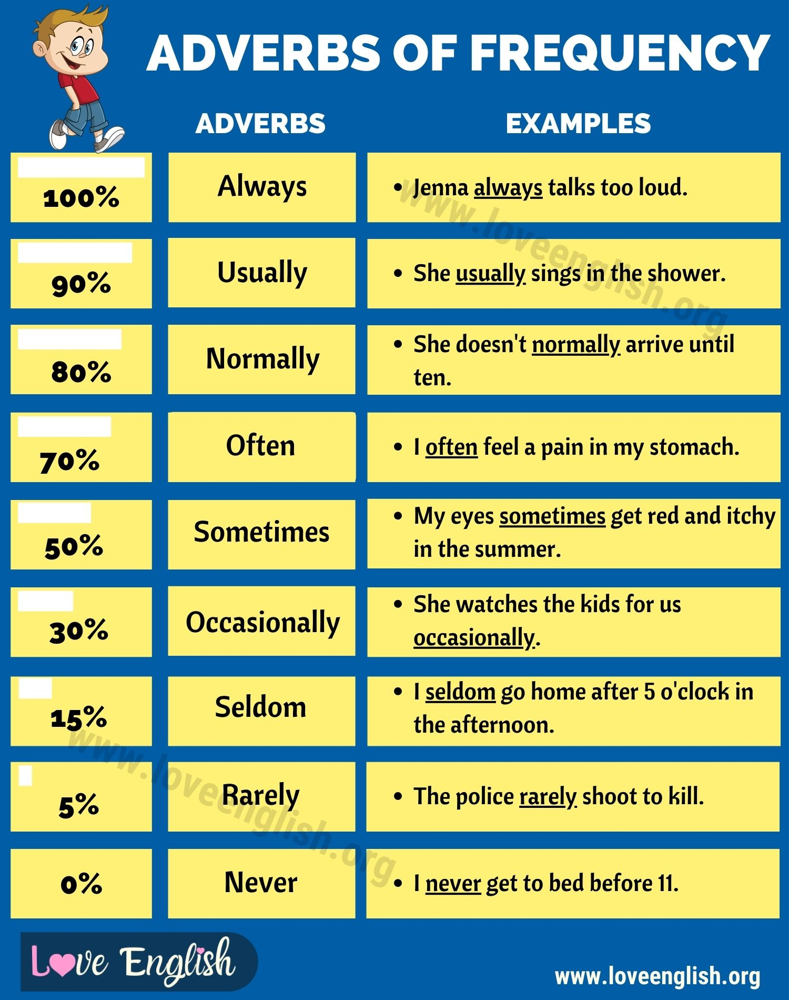 ADVERBS OF FREQUENCY
ADVERBS
EXAMPLES
100%
Always
• Jenna always talks too loud.
90%
Usually
• She usually sings in the shower.
80%
Normally
• She doesn't normally arrive until
ten.
70%
Often
• I often feel a pain in my stomach.
50%
Sometimes
• My eyes sometimes get red and itchy
in the summer.
30%
Occasionally
• She watches the kids for us
occasionally.
15%
Seldom
• I seldom go home after 5 o'clock in
the afternoon.
5%
Rarely
• The police rarely shoot to kill.
0%
Never
• I never get to bed before 11.
www.loveenglish.org
www.loveenglish.org
Love English
www.loveenglish.org